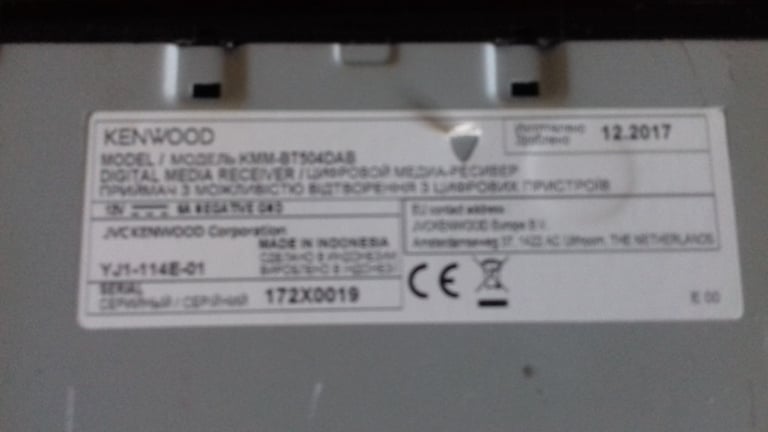 KENWOOD
MODEL / МОДЕЛЬ KMM-BT504DAB
DIGITAL MEDIA RECEIVER / ЦИФРОВОЙ МЕДИА-РЕСИВЕР
ПРИЙМАЧ З МОЖЛИВІСТЮ ВІДТВОРЕННЯ З ЦИФРОВИХ ПРИСТРОЇВ
Изготовлено
Зроблено
12.2017
12V NEGATIVE GND
JVCKENWOOD Corporation
MADE IN INDONESIA
СДЕЛАНО В ИНДОНЕЗИИ
ВИРОБЛЕНО В ІНДОНЕЗІЇ
YJ1-114E-01
SERIAL
СЕРИЙНЫЙ / СЕРІЙНИЙ 172X0019
EU contact address
JVCKENWOOD Europe B.V.
Amsterdamseweg 37, 1422 AC Uithoorn, THE NETHERLANDS
CE
E 00